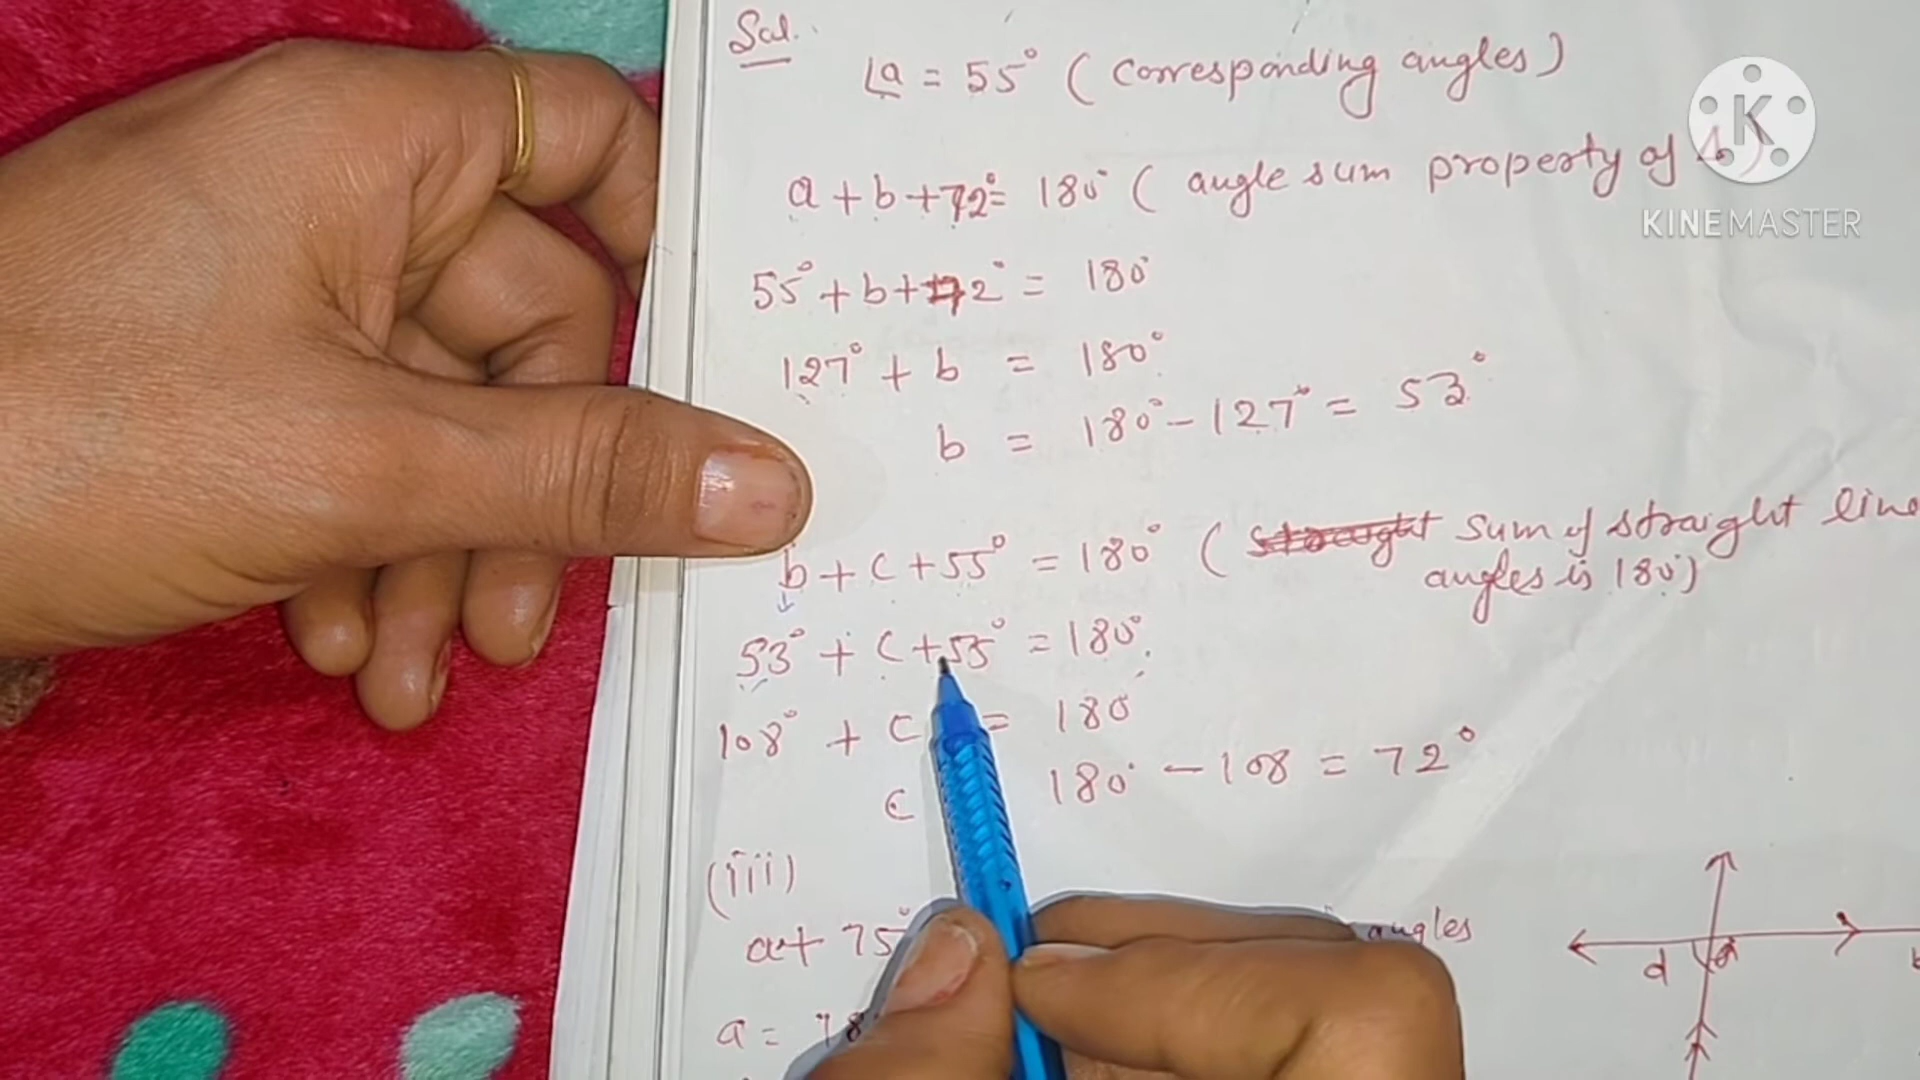 Sol.
∠a = 55° (corresponding angles)
a + b + 72° = 180° (angle sum property of Δ)
55° + b + 72° = 180°
127° + b = 180°
b = 180° - 127° = 53°
b + c + 55° = 180° (straight sum of straight line
angles is 180°)
53° + c + 55° = 180°
108° + c = 180°
c 180° - 108 = 72°
(iii)
a + 75° angles
a =
d a
K
KINEMASTER